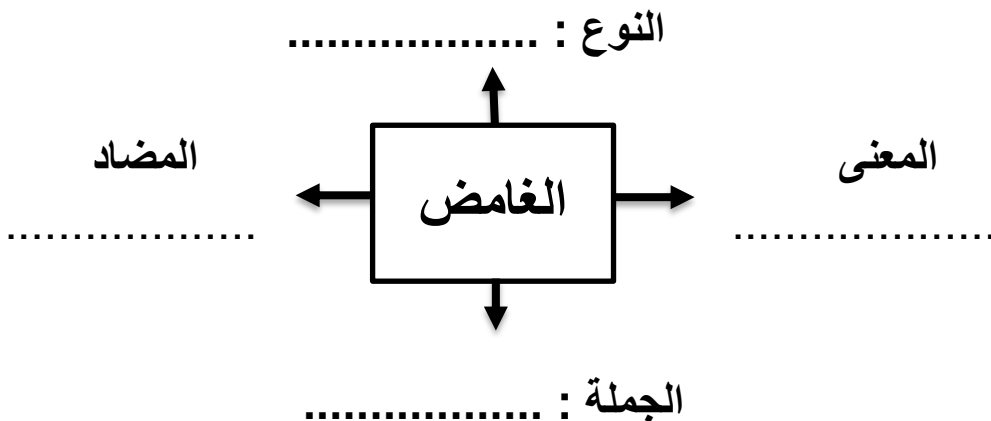 النوع : ...................
المعنى
...................
الغامض
المضاد
...................
الجملة : ..................